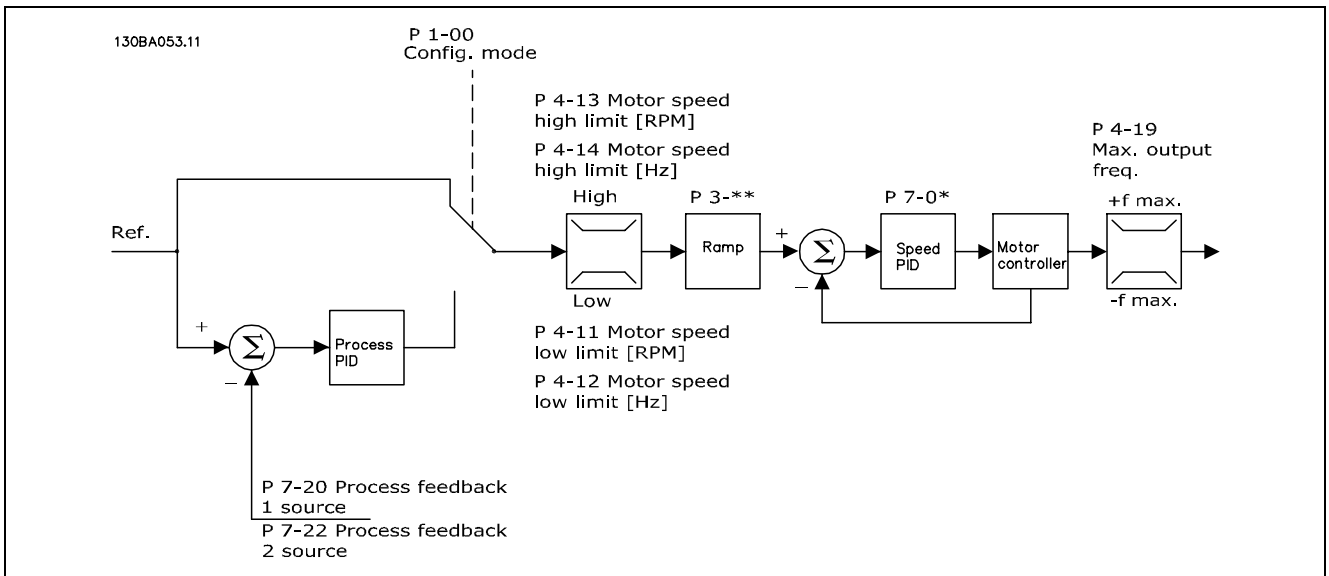 130BA053.11
P 1-00
Config. mode
P 4-13 Motor speed
high limit [RPM]
P 4-14 Motor speed
high limit [Hz]
P 4-19
Max. output
freq.
High
P 3-**
P 7-0*
+f max.
Ref.
+
Ramp
Σ
Speed
PID
Motor
controller
−
Low
-f max.
+
Σ
Process
PID
−
P 4-11 Motor speed
low limit [RPM]
P 4-12 Motor speed
low limit [Hz]
P 7-20 Process feedback
1 source
P 7-22 Process feedback
2 source